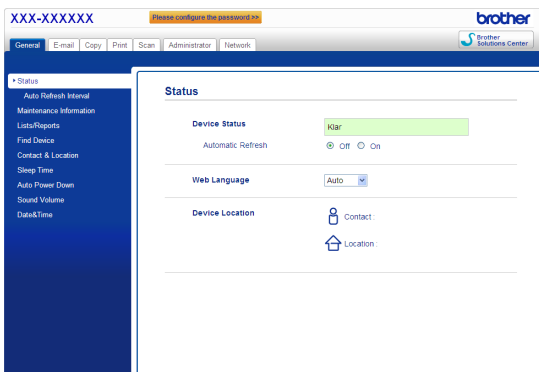 XXX-XXXXXX
Please configure the password >>
brother
General E-mail Copy Print Scan Administrator Network
Brother
Solutions Center
Status
Auto Refresh Interval
Maintenance Information
Lists/Reports
Find Device
Contact & Location
Sleep Time
Auto Power Down
Sound Volume
Date&Time
Status
Device Status Klar
Automatic Refresh Off On
Web Language Auto
Device Location Contact :
Location :